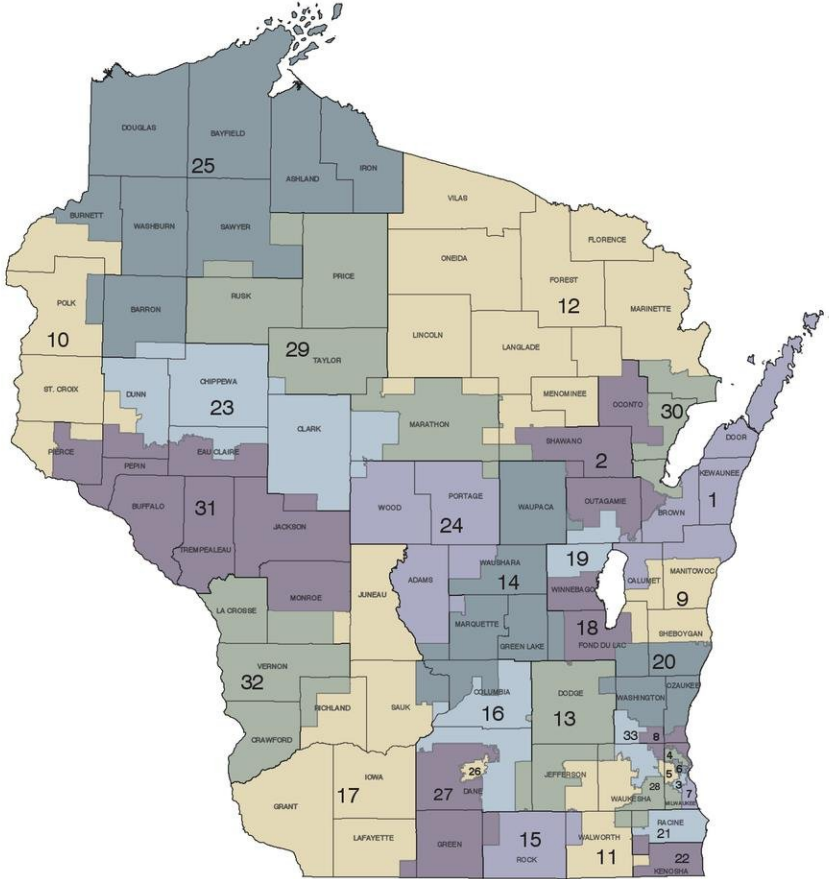 DOUGLAS
BAYFIELD
25
ASHLAND
IRON
VILAS
BURNETT
WASHBURN
SAWYER
FLORENCE
ONEIDA
PRICE
FOREST
12
RUSK
POLK
BARRON
MARINETTE
10
LINCOLN
29
TAYLOR
LANGLADE
ST. CROIX
DUNN
CHIPPEWA
23
MENOMINEE
OCONTO
30
CLARK
MARATHON
PIERCE
EAU CLAIRE
SHAWANO
DOOR
PEPIN
2
KEWAUNEE
BUFFALO
31
WOOD
PORTAGE
WAUPACA
OUTAGAMIE
1
BROWN
JACKSON
24
TREMPEALEAU
WAUSHARA
19
ADAMS
14
WINNEBAGO
CALUMET
MANITOWOC
MONROE
JUNEAU
9
LA CROSSE
MARQUETTE
18
SHEBOYGAN
GREEN LAKE
FOND DU LAC
VERNON
20
32
RICHLAND
SAUK
COLUMBIA
DODGE
WASHINGTON
OZAUKEE
16
13
CRAWFORD
33
8
4
26
6
IOWA
JEFFERSON
5
GRANT
17
27
DANE
28
3
WAUKESHA
7
MILWAUKEE
LAFAYETTE
GREEN
15
ROCK
WALWORTH
11
RACINE
21
22
KENOSHA